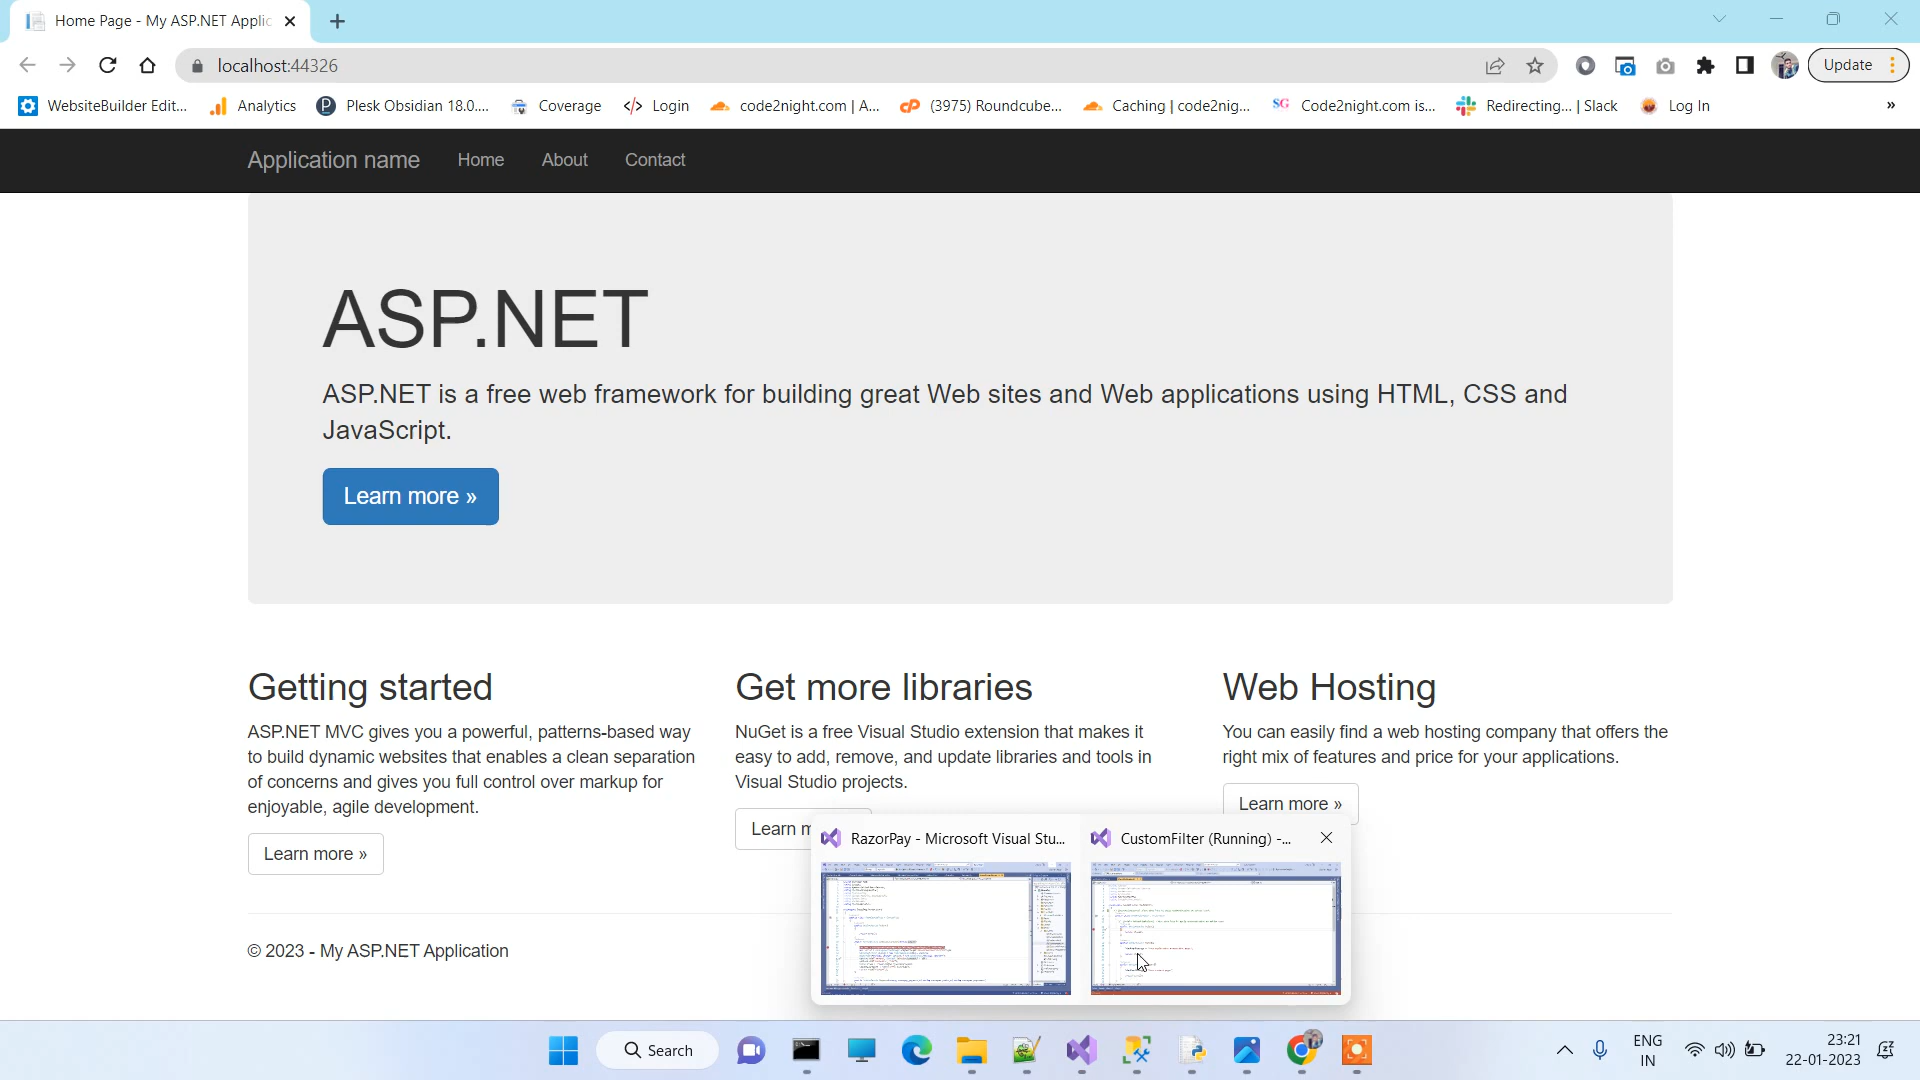 Home Page - My ASP.NET Applic
localhost:44326
Update
WebsiteBuilder Edit...
Analytics
Plesk Obsidian 18.0....
Coverage
Login
code2night.com | A...
(3975) Roundcube...
Caching | code2nig...
Code2night.com is...
Redirecting... | Slack
Log In
»
Application name
Home
About
Contact
ASP.NET
ASP.NET is a free web framework for building great Web sites and Web applications using HTML, CSS and
JavaScript.
Learn more »
Getting started
ASP.NET MVC gives you a powerful, patterns-based way
to build dynamic websites that enables a clean separation
of concerns and gives you full control over markup for
enjoyable, agile development.
Learn more »
Get more libraries
NuGet is a free Visual Studio extension that makes it
easy to add, remove, and update libraries and tools in
Visual Studio projects.
Learn m
Web Hosting
You can easily find a web hosting company that offers the
right mix of features and price for your applications.
Learn more »
RazorPay - Microsoft Visual Stu...
CustomFilter (Running) -...
© 2023 - My ASP.NET Application
Search
ENG
IN
23:21
22-01-2023